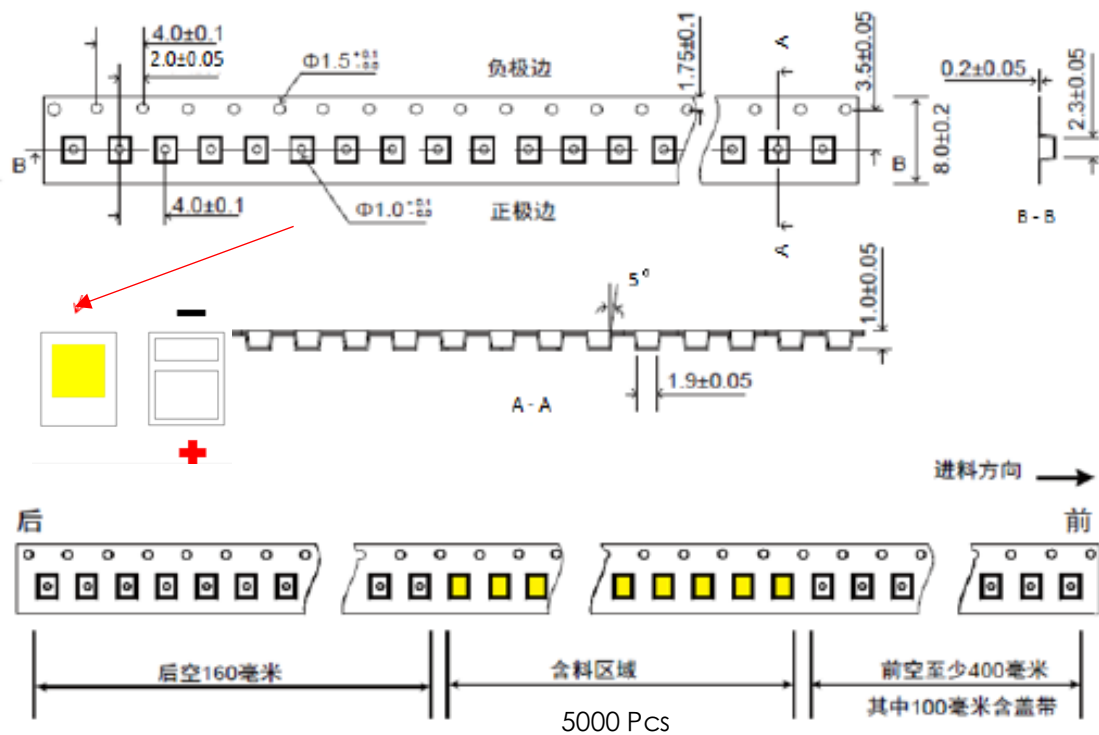 4.0±0.1
2.0±0.05
Φ1.5
负极边
1.75±0.1
A
3.5±0.05
0.2±0.05
2.3±0.05
B
B
8.0±0.2
4.0±0.1
Φ1.0
正极边
A
B - B
5°
1.0±0.05
-
1.9±0.05
A - A
+
进料方向
后
前
后空160毫米
含料区域
前空至少400毫米
其中100毫米含盖带
5000 Pcs